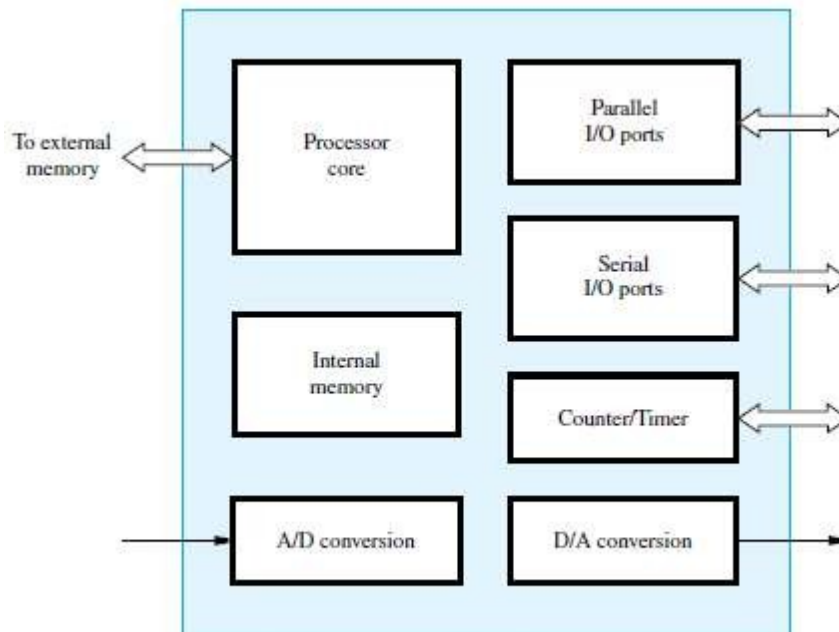 To external
memory
Processor
core
Parallel
I/O ports
Serial
I/O ports
Internal
memory
Counter/Timer
A/D conversion
D/A conversion